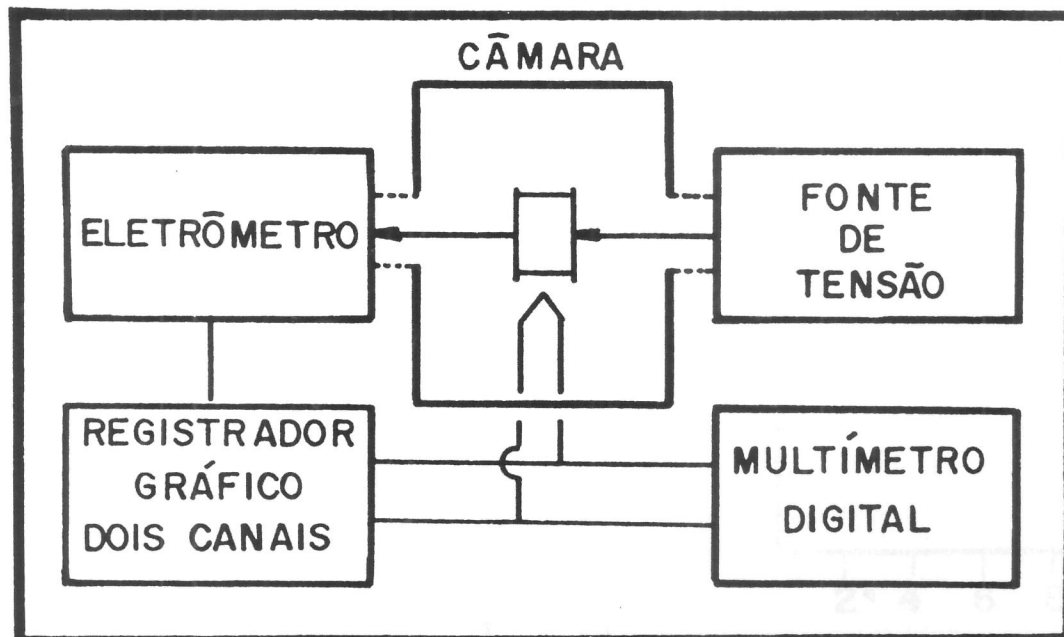 CÂMARA
ELETRÔMETRO
FONTE
DE
TENSÃO
REGISTRADOR
GRÁFICO
DOIS CANAIS
MULTÍMETRO
DIGITAL